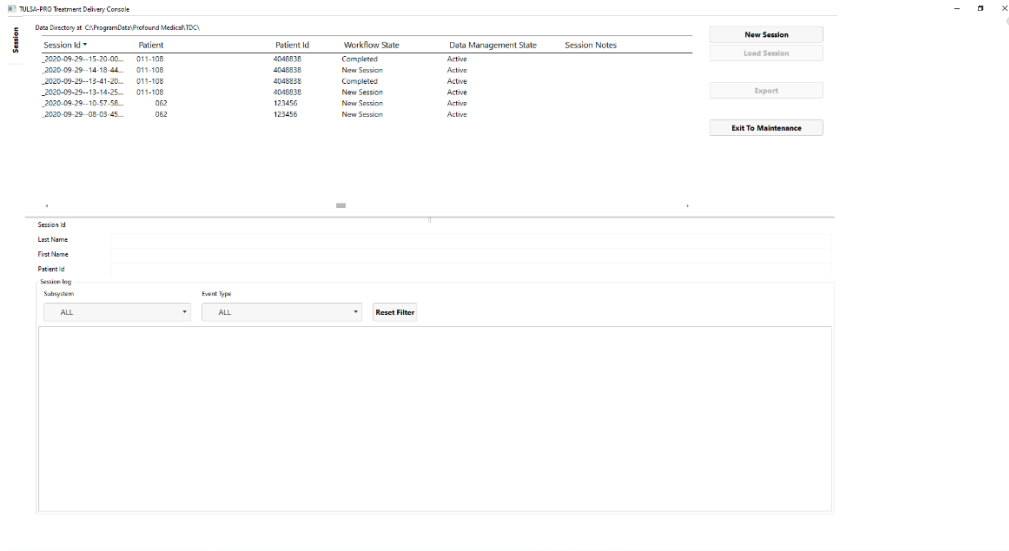 TULSA-PRO Treatment Delivery Console
Session
Data Directory at C:\ProgramData\Profound Medical\TDC\
Session Id Patient Patient Id Workflow State Data Management State Session Notes
_2020-09-29--15-20-00... 011-108 4048838 Completed Active
_2020-09-29--14-18-44... 011-108 4048838 New Session Active
_2020-09-29--13-41-20... 011-108 4048838 Completed Active
_2020-09-29--13-14-25... 011-108 4048838 New Session Active
_2020-09-29--10-57-58... 062 123456 New Session Active
_2020-09-29--08-03-45... 062 123456 New Session Active
New Session
Load Session
Export
Exit To Maintenance
Session Id
Last Name
First Name
Patient Id
Session log
Subsystem Event Type
ALL ALL Reset Filter